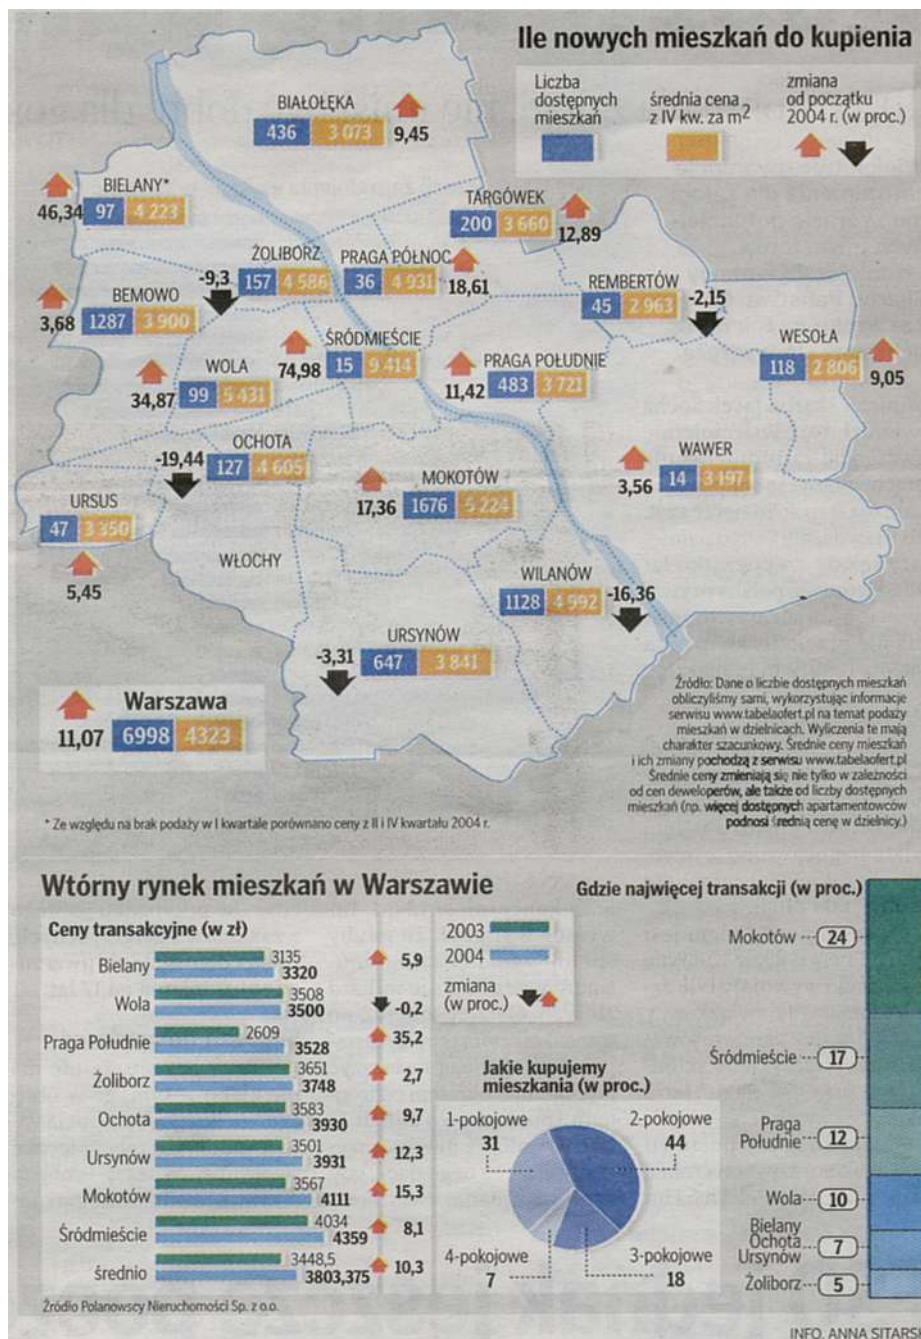 Ile nowych mieszkań do kupienia
Liczba
dostępnych
mieszkań
średnia cena
z IV kw. za m²
zmiana
od początku
2004 r. (w proc.)
BIAŁOŁĘKA
436 3 073 9,45
BIELANY*
46,34 97 4 223
TARGÓWEK
200 3 660 12,89
ŻOLIBORZ
-9,3 157 4 586
PRAGA PÓŁNOC
36 4 931 18,61
REMBERTÓW
45 2 963 -2,15
BEMOWO
3,68 1287 3 900
WESOŁA
118 2 806 9,05
ŚRÓDMIEŚCIE
74,98 15 9 414
PRAGA POŁUDNIE
11,42 483 3 721
WOLA
34,87 99 5 431
OCHOTA
-19,44 127 4 605
WAWER
3,56 14 3 197
MOKOTÓW
17,36 1676 5 224
URSUS
47 3 350
5,45
WŁOCHY
WILANÓW
1128 4 992 -16,36
URSYNÓW
-3,31 647 3 841
Warszawa
11,07 6998 4323
Źródło: Dane o liczbie dostępnych mieszkań
obliczyliśmy sami, wykorzystując informacje
serwisu www.tabelaofert.pl na temat podaży
mieszkań w dzielnicach. Wyliczenia te mają
charakter szacunkowy. Średnie ceny mieszkań
i ich zmiany pochodzą z serwisu www.tabelaofert.pl
Średnie ceny zmieniają się nie tylko w zależności
od cen deweloperów, ale także od liczby dostępnych
mieszkań (np. więcej dostępnych apartamentowców
podnosi średnią cenę w dzielnicy.)
* Ze względu na brak podaży w I kwartale porównano ceny z II i IV kwartału 2004 r.
Wtórny rynek mieszkań w Warszawie
Ceny transakcyjne (w zł)
Bielany 3135 3320 5,9
Wola 3508 3500 -0,2
Praga Południe 2609 3528 35,2
Żoliborz 3651 3748 2,7
Ochota 3583 3930 9,7
Ursynów 3501 3931 12,3
Mokotów 3567 4111 15,3
Śródmieście 4034 4359 8,1
średnio 3448,5 3803,375 10,3
Źródło Polanowscy Nieruchomości Sp. z o.o.
2003
2004
zmiana
(w proc.)
Jakie kupujemy
mieszkania (w proc.)
1-pokojowe
31
2-pokojowe
44
4-pokojowe
7
3-pokojowe
18
Gdzie najwięcej transakcji (w proc.)
Mokotów 24
Śródmieście 17
Praga
Południe 12
Wola 10
Bielany
Ochota 7
Ursynów
Żoliborz 5
INFO. ANNA SITARS